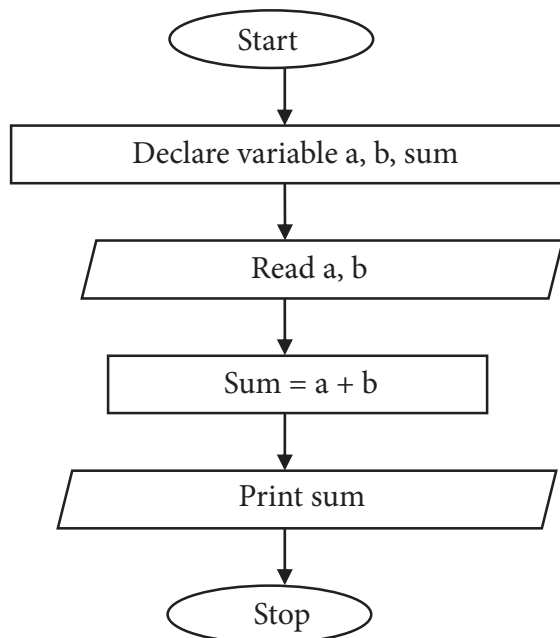 Start
Declare variable a, b, sum
Read a, b
Sum = a + b
Print sum
Stop